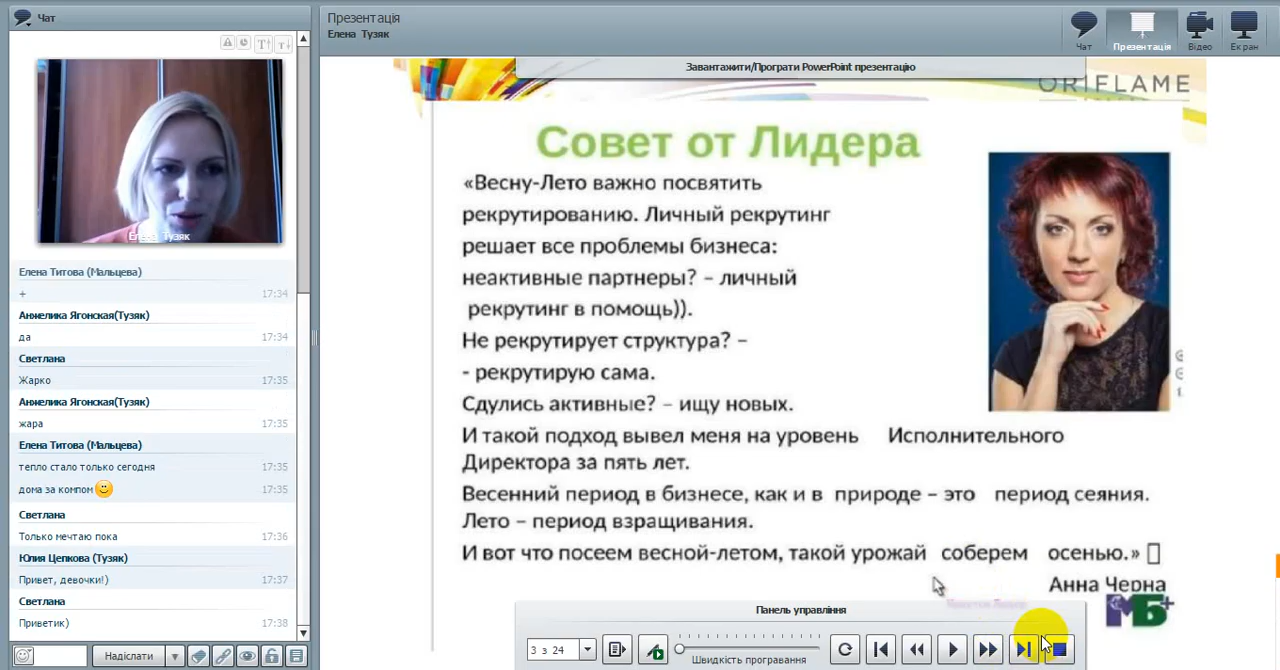 Чат
Елена Тузяк
Елена Титова (Мальцева)
+ 17:34
Анжелика Ягонская(Тузяк)
да 17:34
Светлана
Жарко 17:35
Анжелика Ягонская(Тузяк)
жара 17:35
Елена Титова (Мальцева)
тепло стало только сегодня 17:35
дома за компом 17:35
Светлана
Только мечтаю пока 17:36
Юлия Цепкова (Тузяк)
Привет, девочки!) 17:37
Светлана
Приветик) 17:38
Надіслати
Презентація
Елена Тузяк
Чат
Презентація
Відео
Екран
Завантажити/Програти PowerPoint презентацію
ORIFLAME
Совет от Лидера
«Весну-Лето важно посвятить
рекрутированию. Личный рекрутинг
решает все проблемы бизнеса:
неактивные партнеры? – личный
рекрутинг в помощь)).
Не рекрутирует структура? –
- рекрутирую сама.
Сдулись активные? – ищу новых.
И такой подход вывел меня на уровень Исполнительного
Директора за пять лет.
Весенний период в бизнесе, как и в природе – это период сеяния.
Лето – период взращивания.
И вот что посеем весной-летом, такой урожай соберем осенью.»
Анна Черна
МБ+
Панель управління
3 з 24
Швидкість програвання